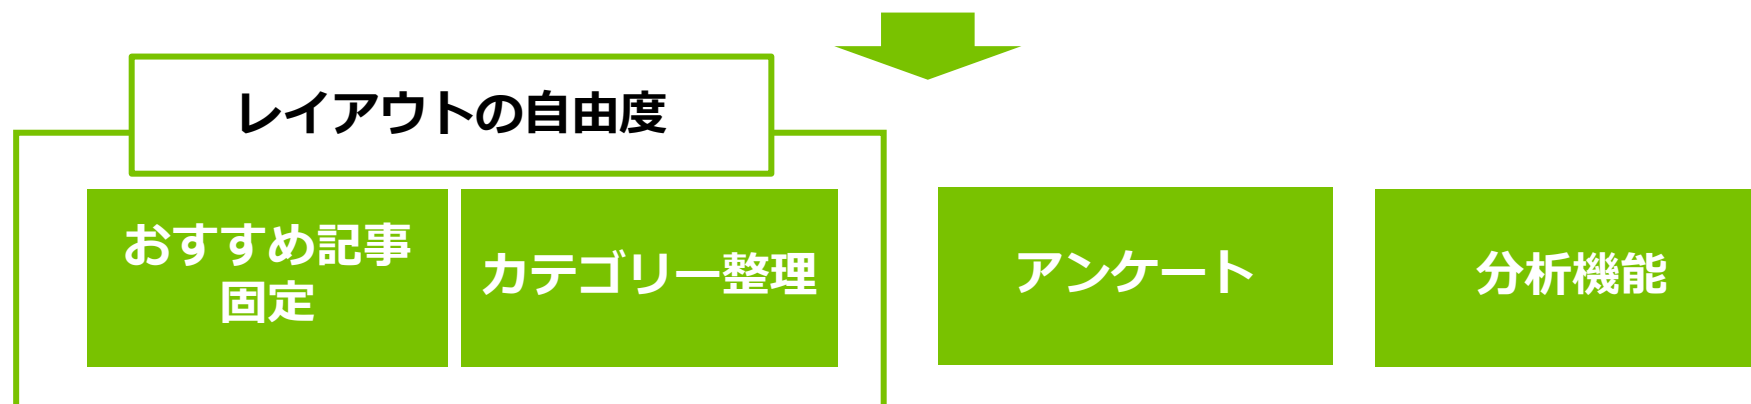 レイアウトの自由度
おすすめ記事
固定
カテゴリー整理
アンケート
分析機能